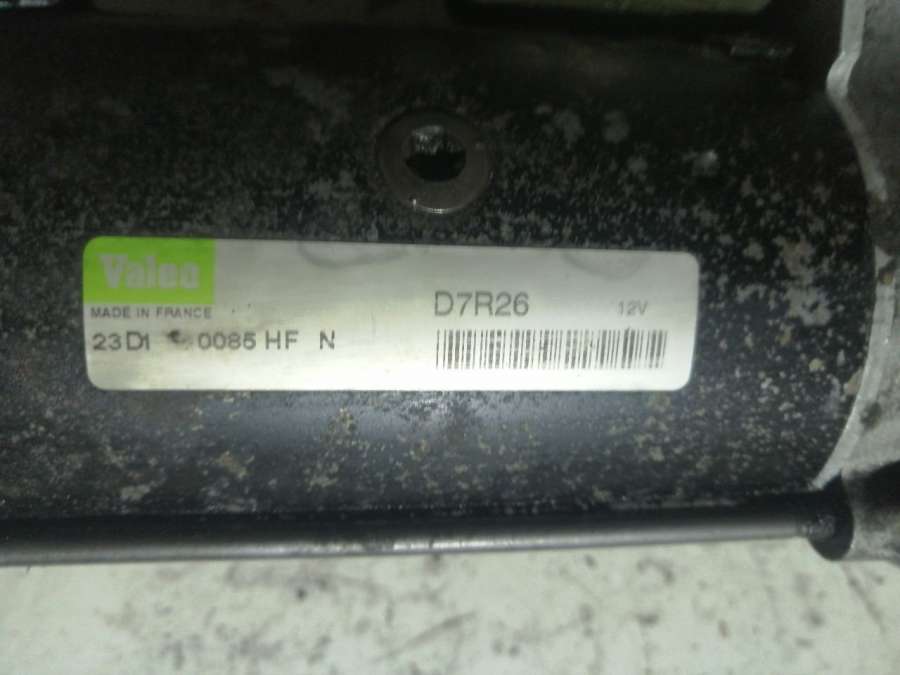 Valeo
MADE IN FRANCE
D7R26 12V
23D1 0085 HF N